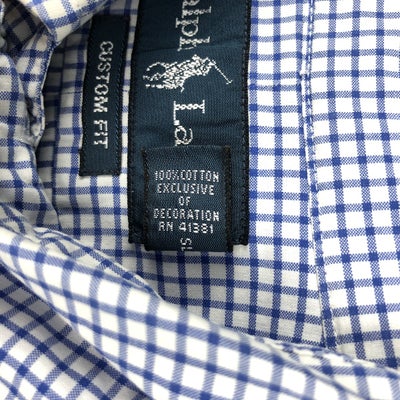 CUSTOM FIT
alph
La
100% COTTON
EXCLUSIVE
OF
DECORATION
RN 41381